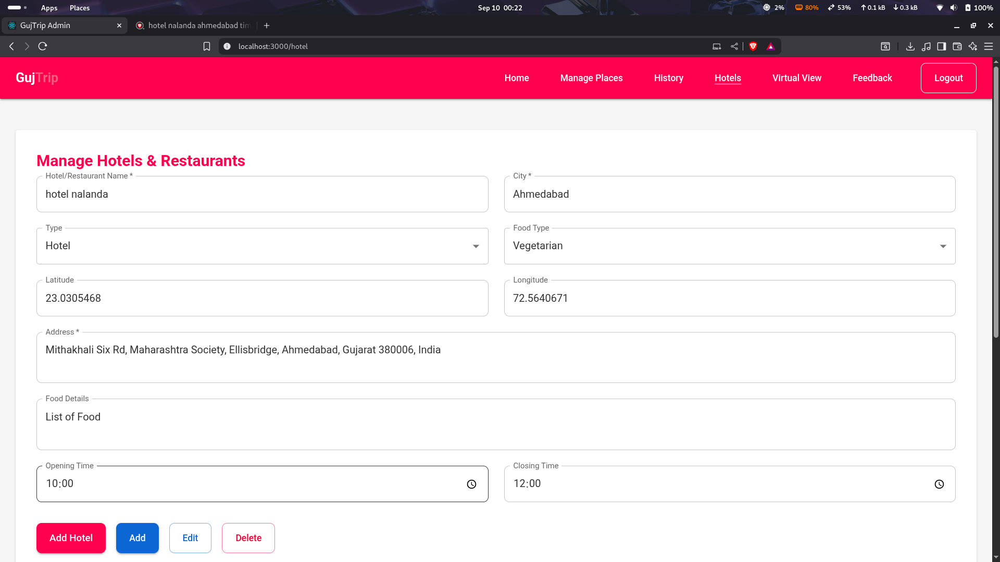 Apps Places Sep 10 00:22 2% 80% 53% 0.1 kB 0.3 kB 100%
GujTrip Admin hotel nalanda ahmedabad tim
localhost:3000/hotel
GujTrip Home Manage Places History Hotels Virtual View Feedback Logout
Manage Hotels & Restaurants
Hotel/Restaurant Name * City *
hotel nalanda Ahmedabad
Type Food Type
Hotel Vegetarian
Latitude Longitude
23.0305468 72.5640671
Address *
Mithakhali Six Rd, Maharashtra Society, Ellisbridge, Ahmedabad, Gujarat 380006, India
Food Details
List of Food
Opening Time Closing Time
10:00 12:00
Add Hotel Add Edit Delete